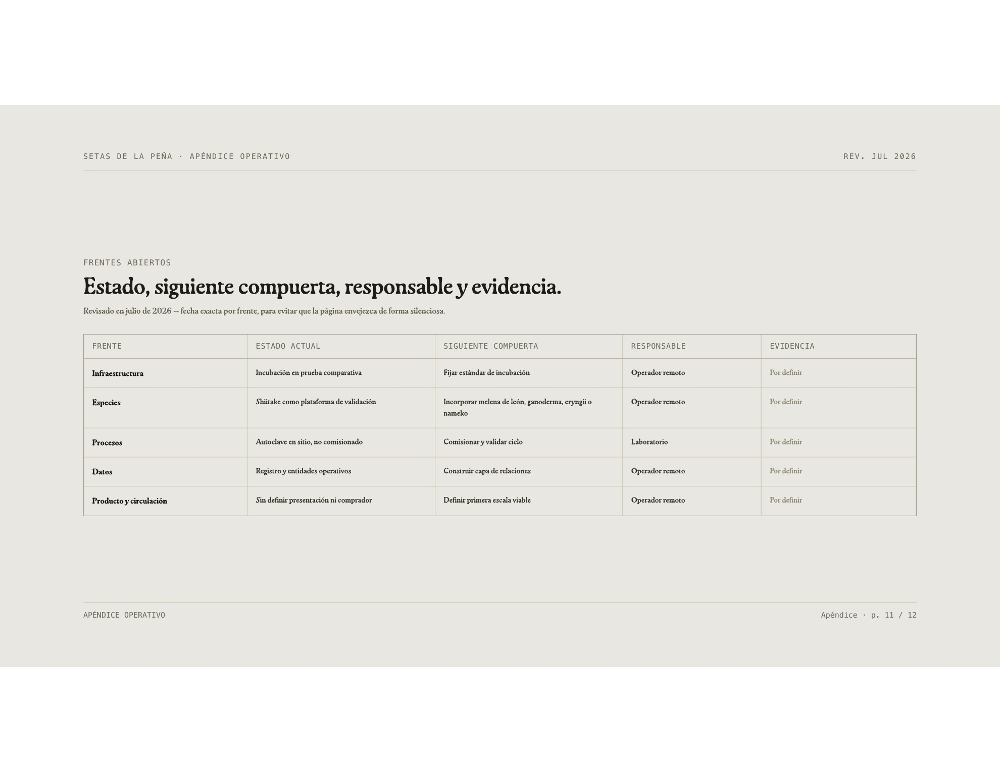 SETAS DE LA PEÑA · APÉNDICE OPERATIVO
REV. JUL 2026
FRENTES ABIERTOS
Estado, siguiente compuerta, responsable y evidencia.
Revisado en julio de 2026 — fecha exacta por frente, para evitar que la página envejezca de forma silenciosa.
FRENTE ESTADO ACTUAL SIGUIENTE COMPUERTA RESPONSABLE EVIDENCIA
Infraestructura Incubación en prueba comparativa Fijar estándar de incubación Operador remoto Por definir
Especies Shiitake como plataforma de validación Incorporar melena de león, ganoderma, eryngii o Operador remoto Por definir
nameko
Procesos Autoclave en sitio, no comisionado Comisionar y validar ciclo Laboratorio Por definir
Datos Registro y entidades operativos Construir capa de relaciones Operador remoto Por definir
Producto y circulación Sin definir presentación ni comprador Definir primera escala viable Operador remoto Por definir
APÉNDICE OPERATIVO
Apéndice · p. 11 / 12